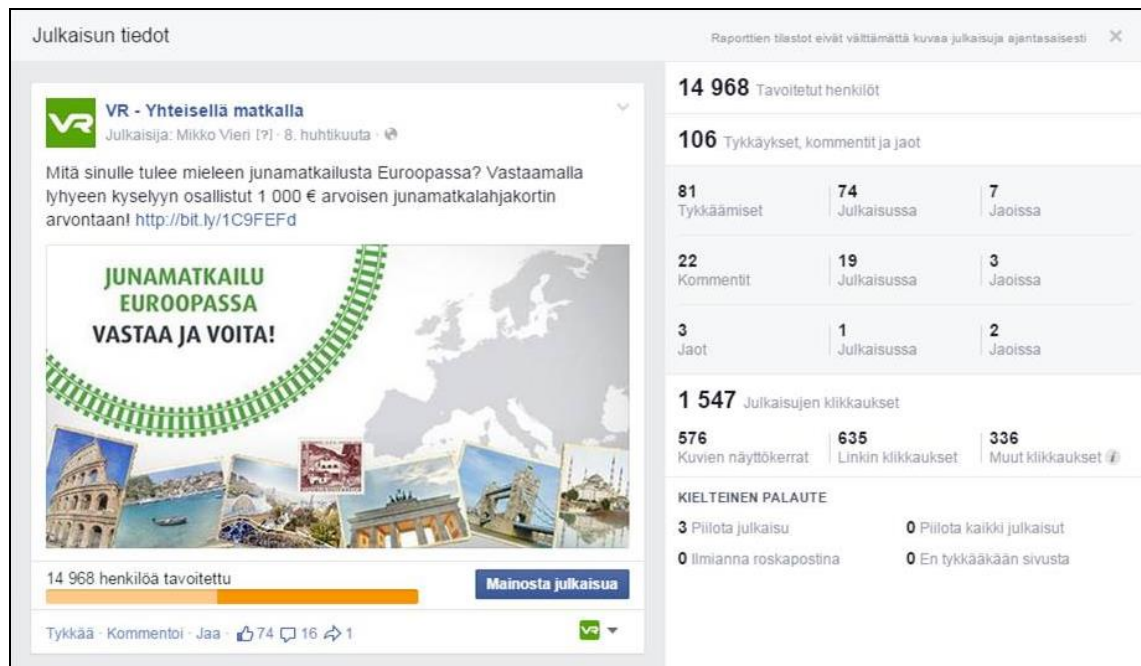 Julkaisun tiedot
Raporttien tilastot eivät välttämättä kuvaa julkaisuja ajantasaisesti
VR
VR - Yhteisellä matkalla
Julkaisija: Mikko Vieri [?] · 8. huhtikuuta ·
Mitä sinulle tulee mieleen junamatkailusta Euroopassa? Vastaamalla
lyhyeen kyselyyn osallistut 1 000 € arvoisen junamatkalahjakortin
arvontaan! http://bit.ly/1C9FEFd
JUNAMATKAILU
EUROOPASSA
VASTAA JA VOITA!
14 968 henkilöä tavoitettu
Mainosta julkaisua
Tykkää · Kommentoi · Jaa · 74 16 1
VR
14 968 Tavoitetut henkilöt
106 Tykkäykset, kommentit ja jaot
81 74 7
Tykkäämiset Julkaisussa Jaoissa
22 19 3
Kommentit Julkaisussa Jaoissa
3 1 2
Jaot Julkaisussa Jaoissa
1 547 Julkaisujen klikkaukset
576 635 336
Kuvien näyttökerrat Linkin klikkaukset Muut klikkaukset i
KIELTEINEN PALAUTE
3 Piilota julkaisu 0 Piilota kaikki julkaisut
0 Ilmianna roskapostina 0 En tykkääkään sivusta